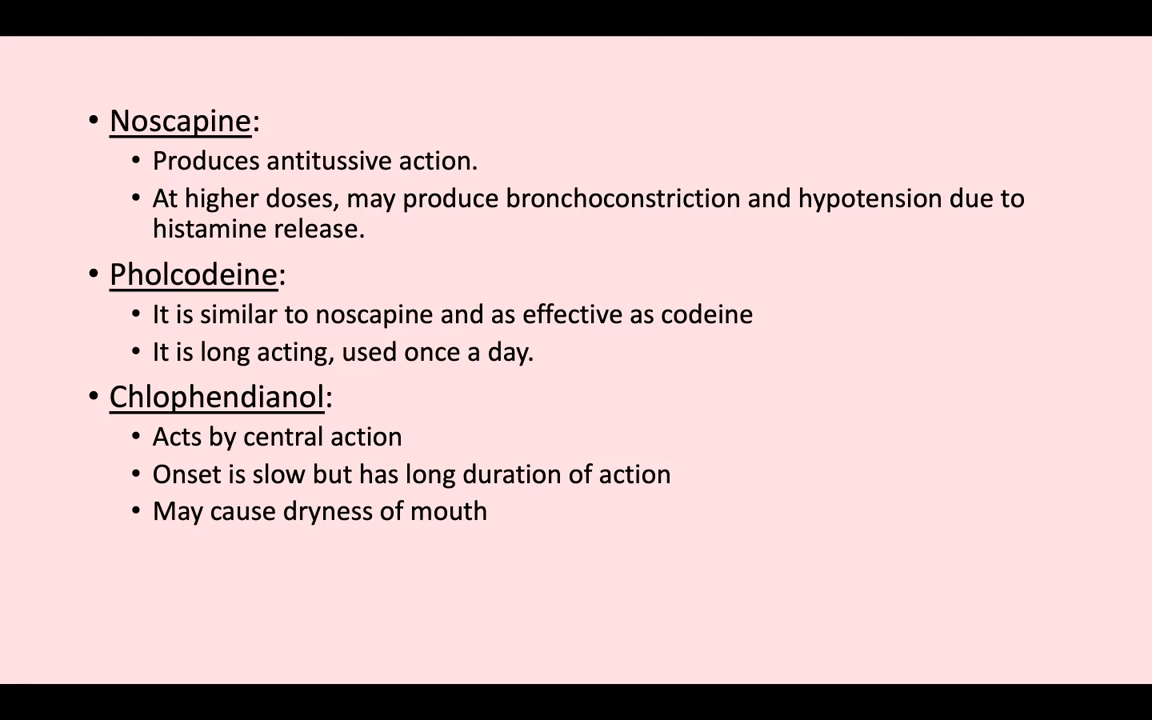 • Noscapine:
• Produces antitussive action.
• At higher doses, may produce bronchoconstriction and hypotension due to
histamine release.
• Pholcodeine:
• It is similar to noscapine and as effective as codeine
• It is long acting, used once a day.
• Chlophendianol:
• Acts by central action
• Onset is slow but has long duration of action
• May cause dryness of mouth